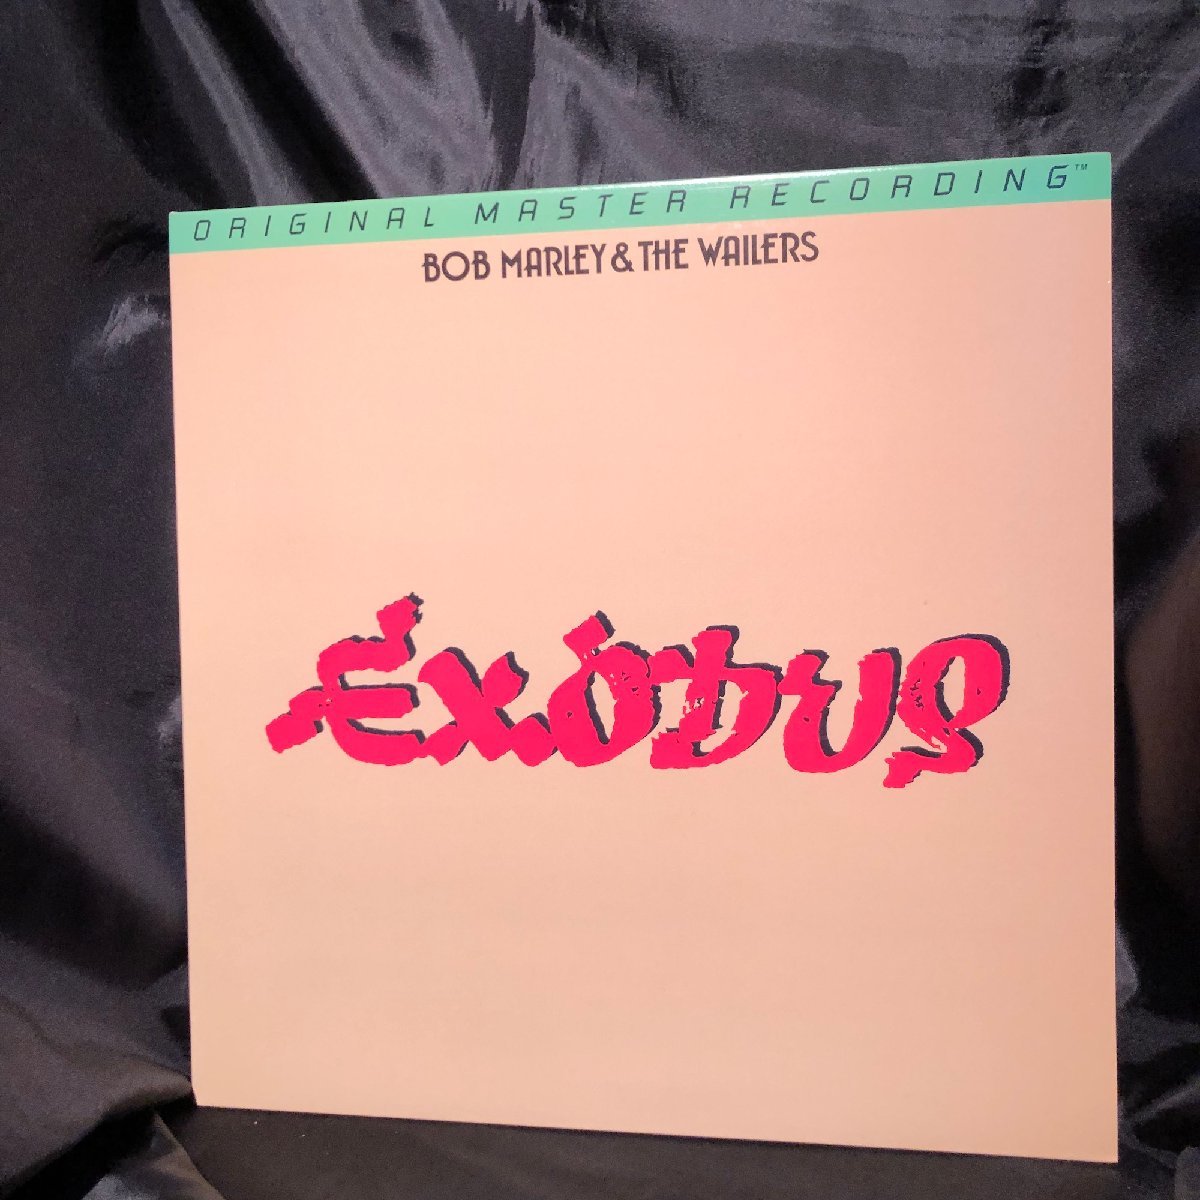 ORIGINAL MASTER RECORDING™
BOB MARLEY & THE WAILERS
EXODUS